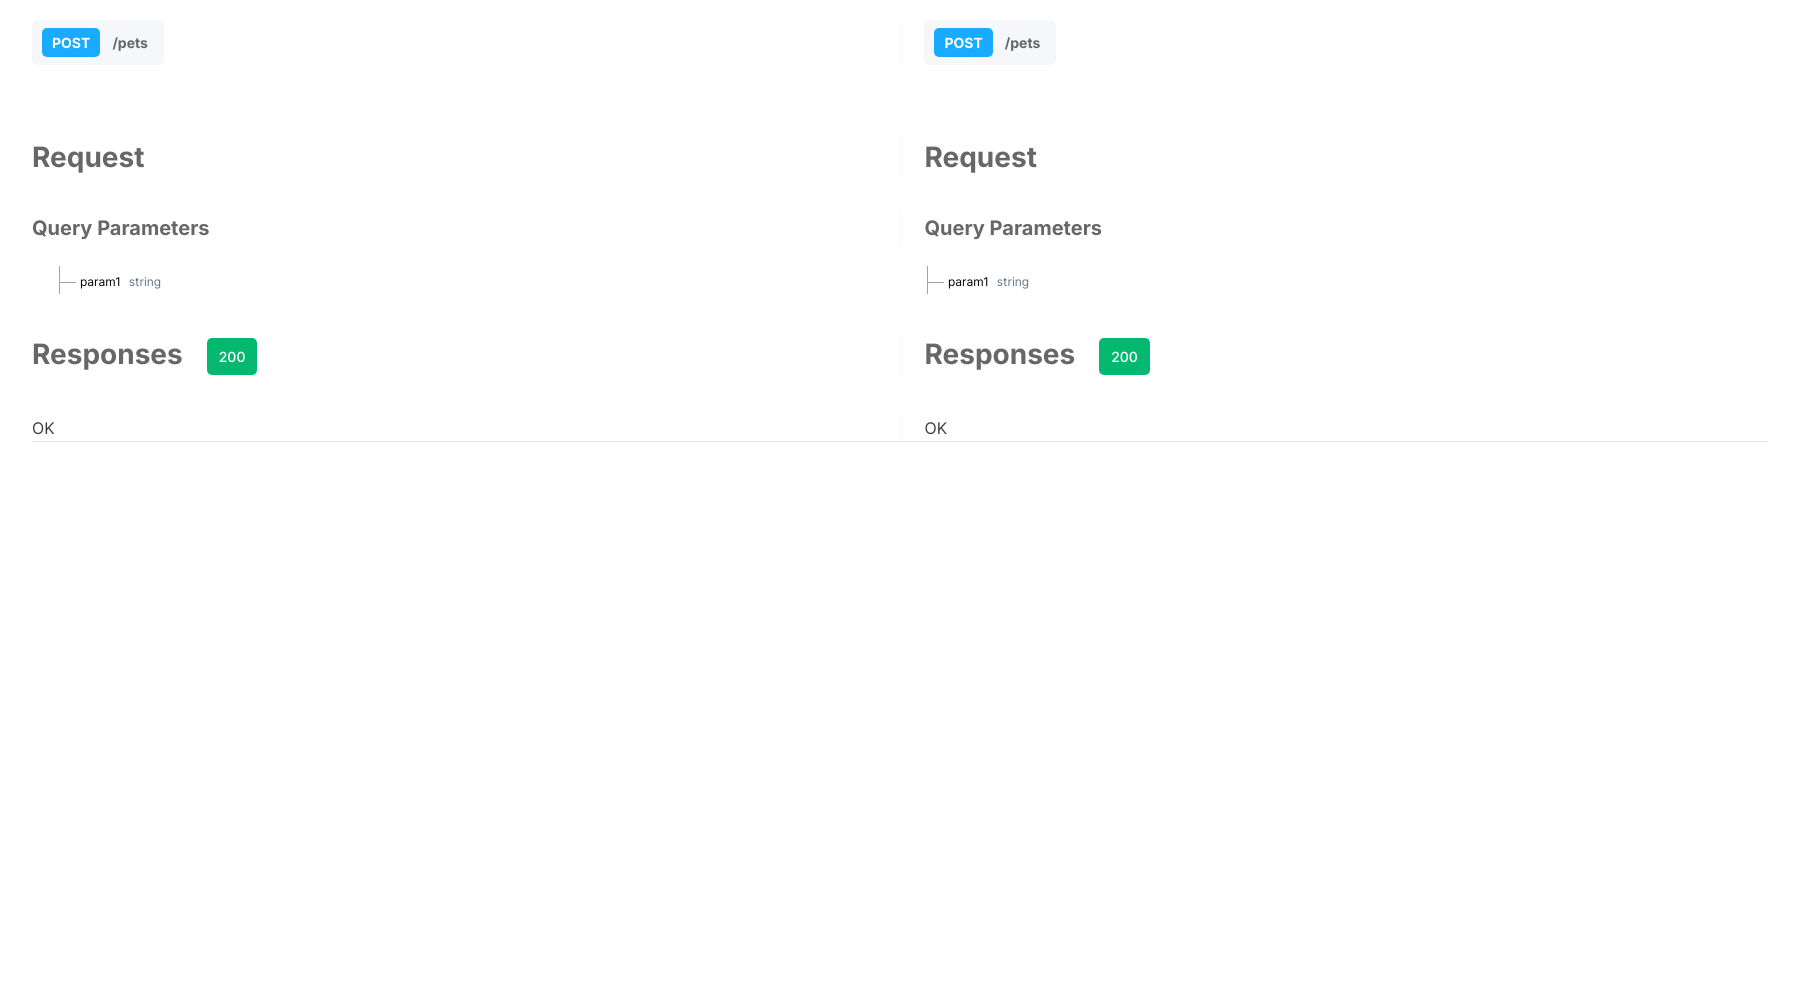 POST /pets
Request
Query Parameters
param1 string
Responses 200
OK
POST /pets
Request
Query Parameters
param1 string
Responses 200
OK